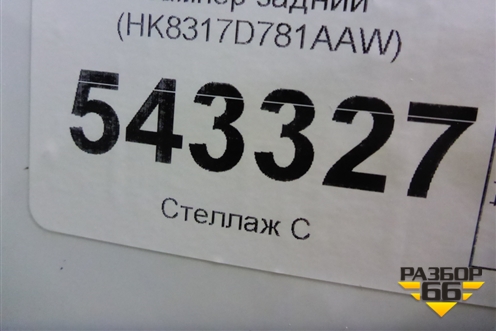 задний
(HK8317D781AAW)
543327
Стеллаж С
РАЗБОР
66